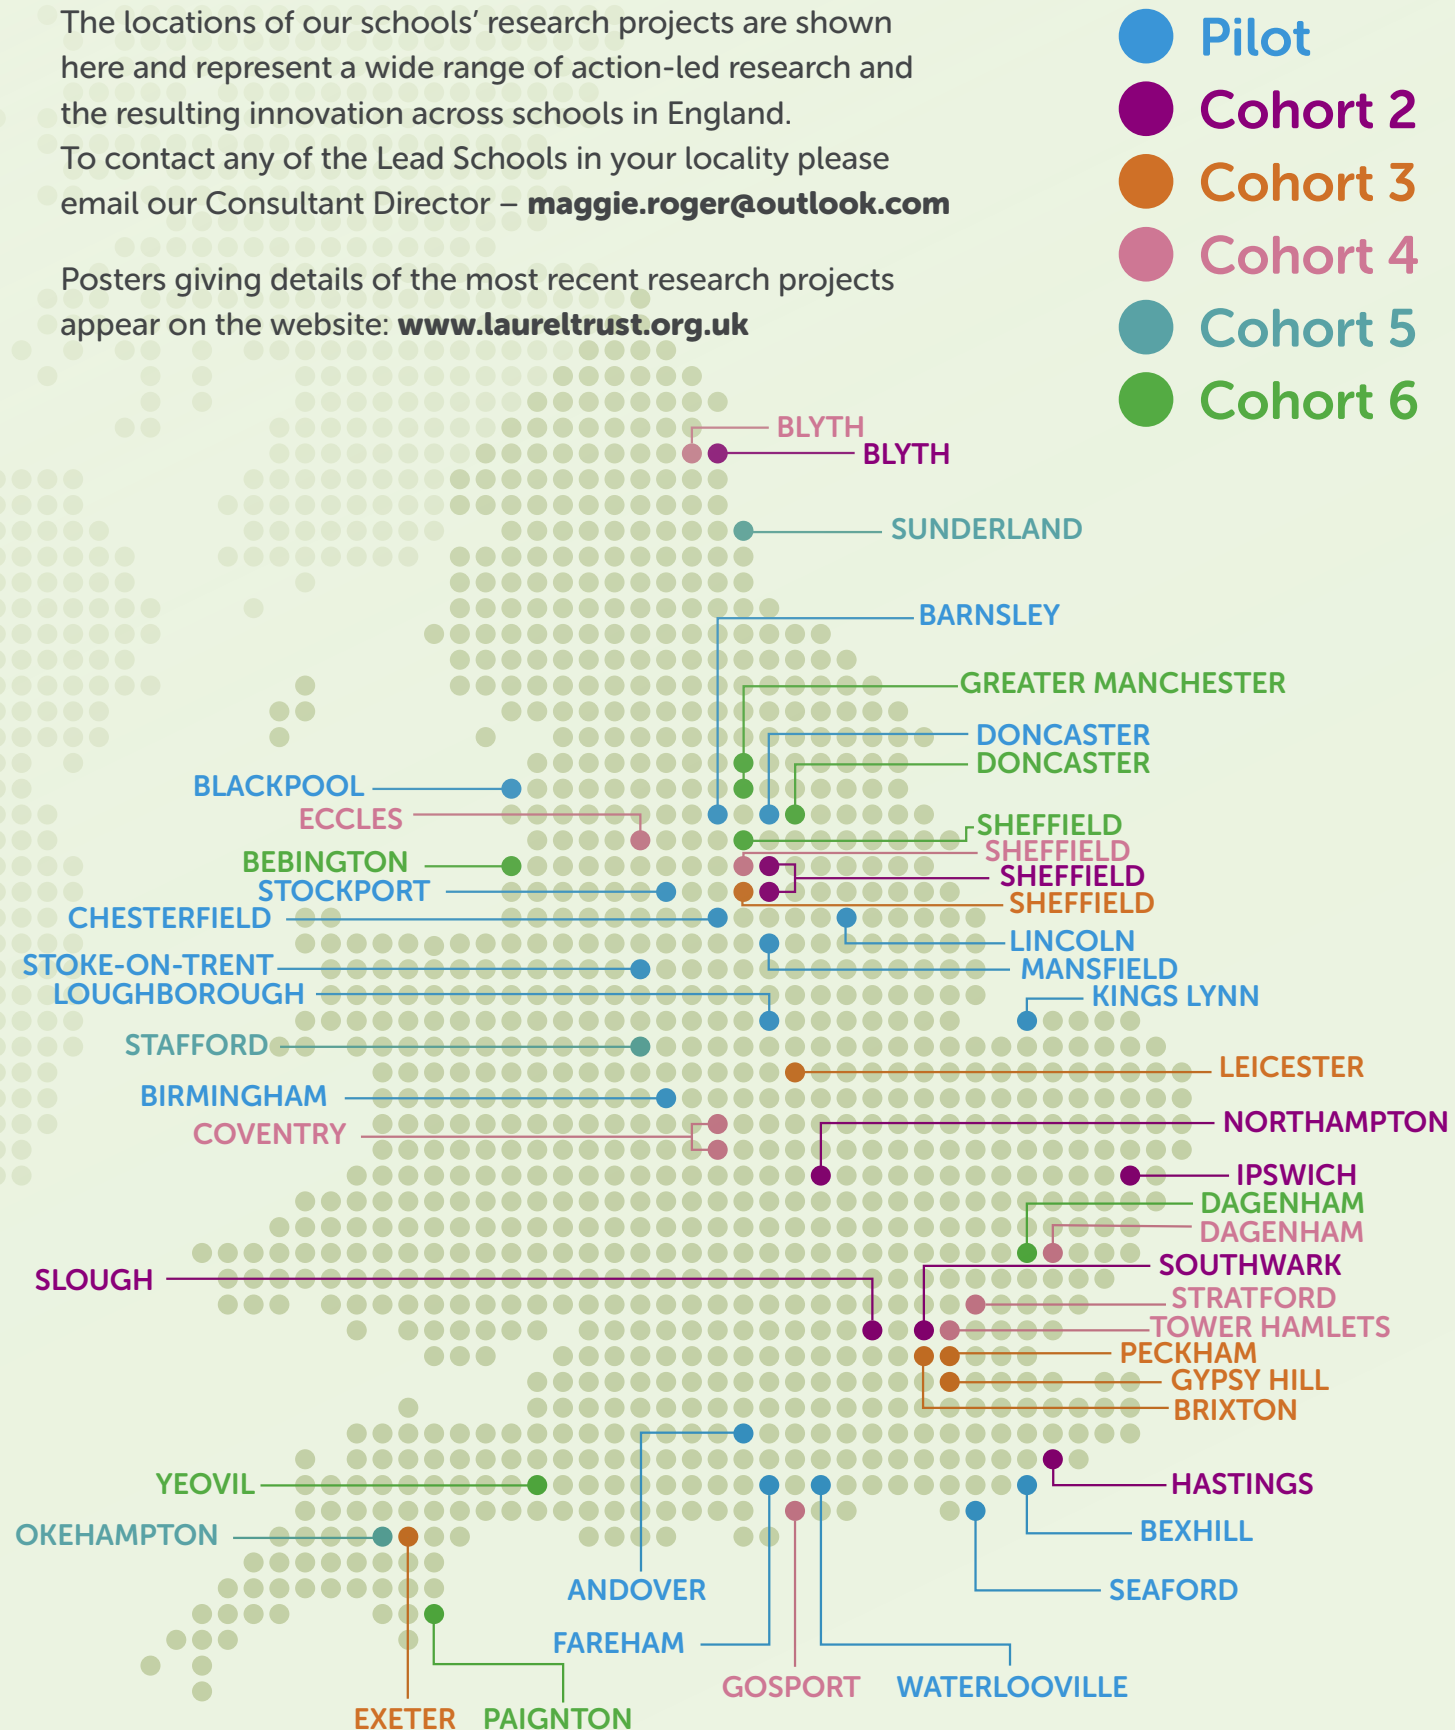 The locations of our schools’ research projects are shown
here and represent a wide range of action-led research and
the resulting innovation across schools in England.
To contact any of the Lead Schools in your locality please
email our Consultant Director – maggie.roger@outlook.com
Posters giving details of the most recent research projects
appear on the website: www.laureltrust.org.uk
Pilot
Cohort 2
Cohort 3
Cohort 4
Cohort 5
Cohort 6
BLYTH
BLYTH
SUNDERLAND
BARNSLEY
GREATER MANCHESTER
DONCASTER
DONCASTER
BLACKPOOL
ECCLES
SHEFFIELD
SHEFFIELD
BEBINGTON
SHEFFIELD
STOCKPORT
SHEFFIELD
CHESTERFIELD
LINCOLN
STOKE-ON-TRENT
MANSFIELD
LOUGHBOROUGH
KINGS LYNN
STAFFORD
LEICESTER
BIRMINGHAM
NORTHAMPTON
COVENTRY
IPSWICH
DAGENHAM
DAGENHAM
SOUTHWARK
SLOUGH
STRATFORD
TOWER HAMLETS
PECKHAM
GYPSY HILL
BRIXTON
YEOVIL
HASTINGS
OKEHAMPTON
BEXHILL
ANDOVER
SEAFORD
FAREHAM
GOSPORT
WATERLOOVILLE
EXETER
PAIGNTON